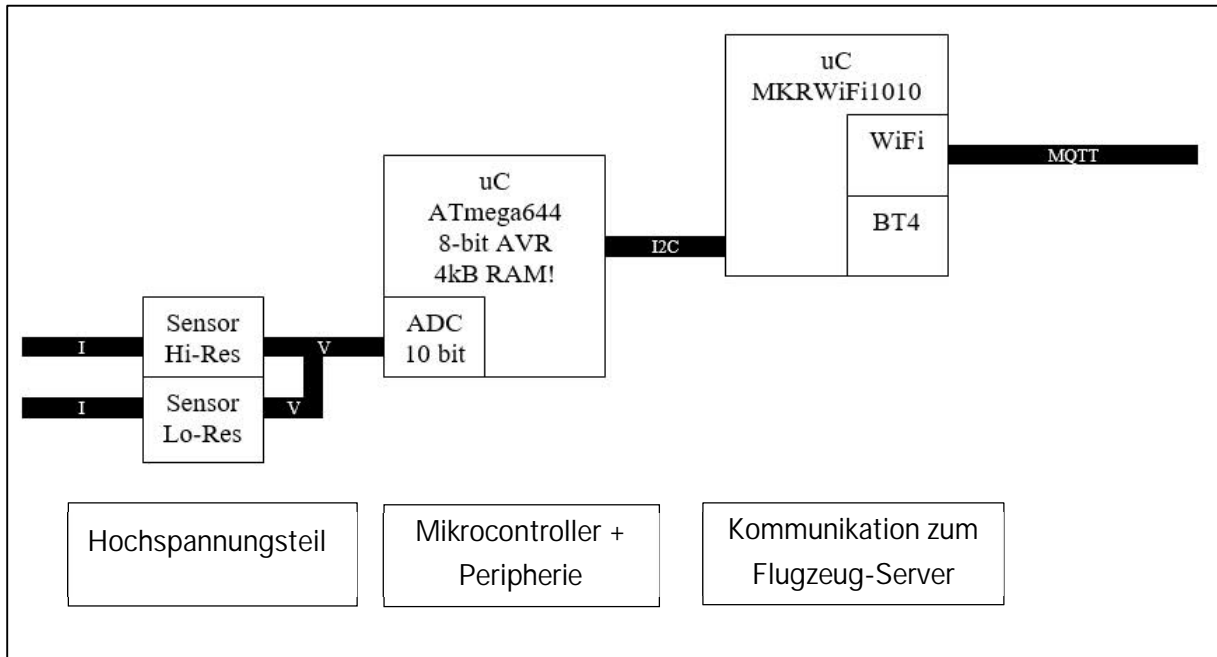 uC
MKRWiFi1010
WiFi
MQTT
BT4
uC
ATmega644
8-bit AVR
4kB RAM!
I2C
ADC
10 bit
Sensor
Hi-Res
I
V
Sensor
Lo-Res
I
V
Hochspannungsteil
Mikrocontroller +
Peripherie
Kommunikation zum
Flugzeug-Server